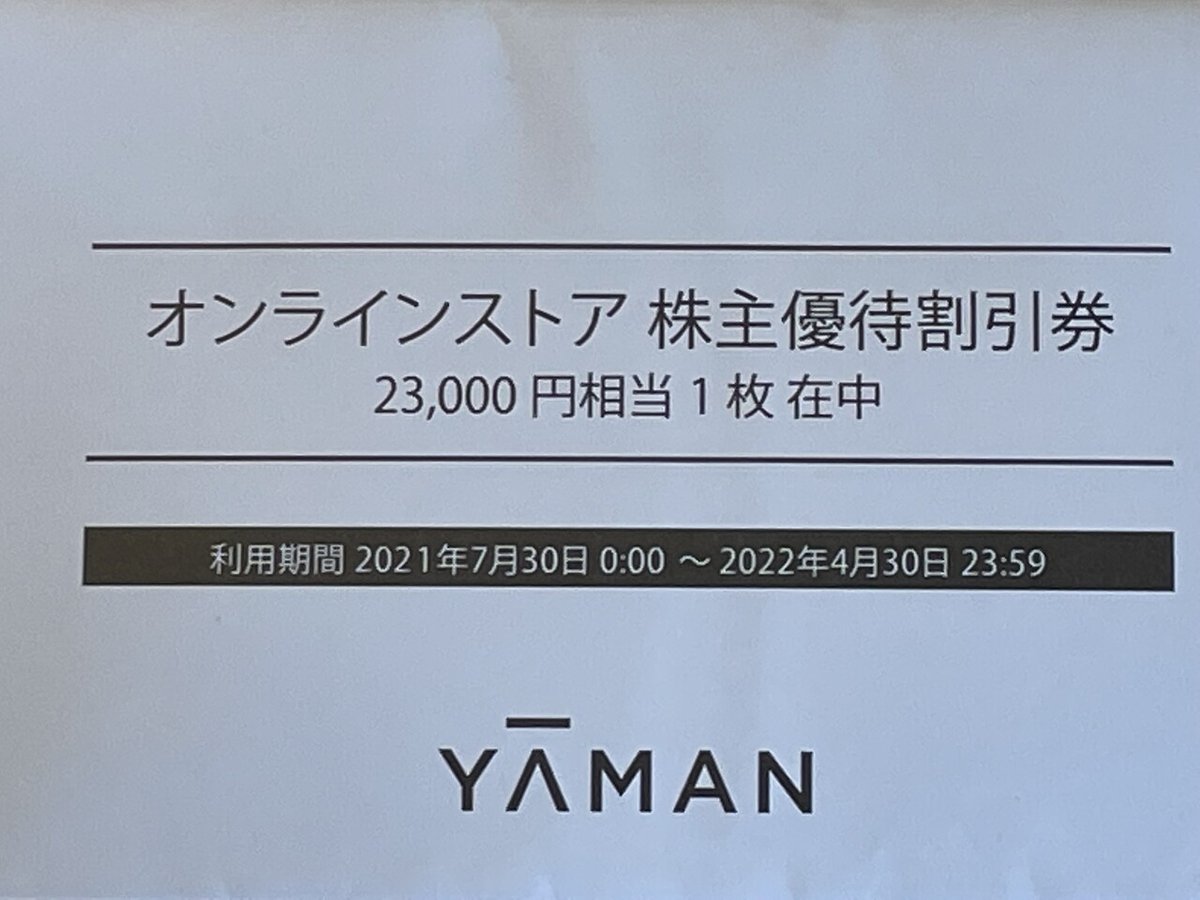 オンラインストア 株主優待割引券
23,000 円相当 1 枚 在中
利用期間 2021年7月30日 0:00 ～ 2022年4月30日 23:59
YĀMAN